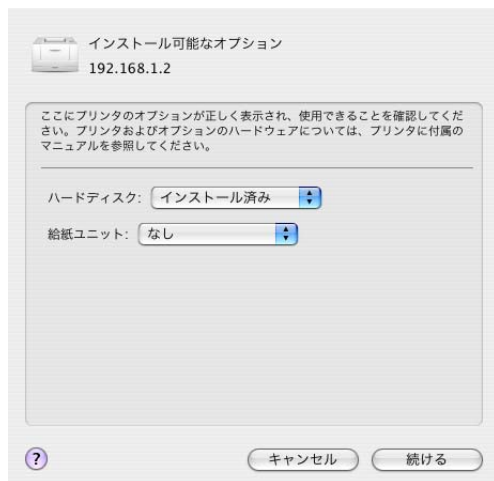 インストール可能なオプション
192.168.1.2
ここにプリンタのオプションが正しく表示され、使用できることを確認してくだ
さい。プリンタおよびオプションのハードウェアについては、プリンタに付属の
マニュアルを参照してください。
ハードディスク: インストール済み
給紙ユニット: なし
? キャンセル 続ける